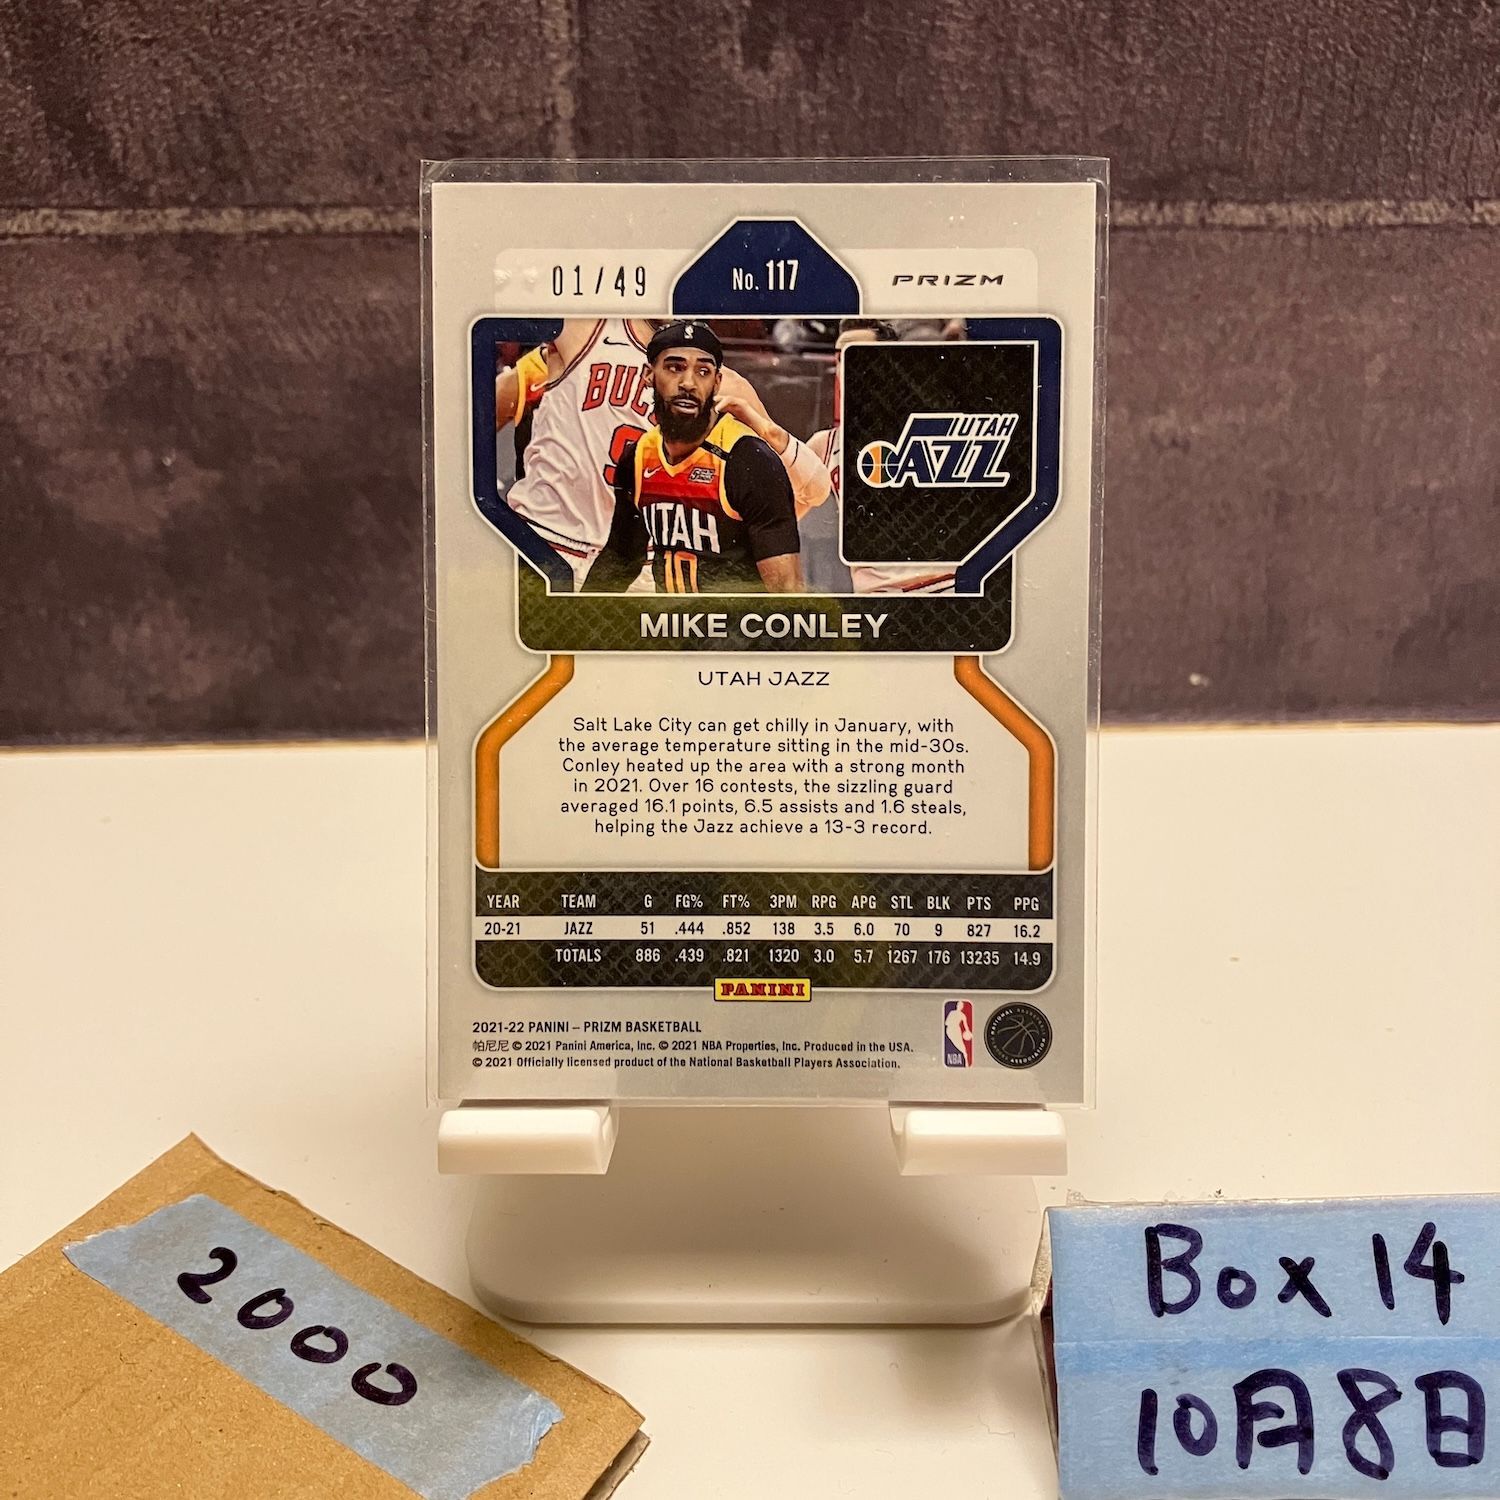 01/49
No. 117
PRIZM
BUL
UTAH
10
UTAH
JAZZ
MIKE CONLEY
UTAH JAZZ
Salt Lake City can get chilly in January, with
the average temperature sitting in the mid-30s.
Conley heated up the area with a strong month
in 2021. Over 16 contests, the sizzling guard
averaged 16.1 points, 6.5 assists and 1.6 steals,
helping the Jazz achieve a 13-3 record.
YEAR TEAM G FG% FT% 3PM RPG APG STL BLK PTS PPG
20-21 JAZZ 51 .444 .852 138 3.5 6.0 70 9 827 16.2
TOTALS 886 .439 .821 1320 3.0 5.7 1267 176 13235 14.9
PANINI
2021-22 PANINI – PRIZM BASKETBALL
帕尼尼 © 2021 Panini America, Inc. © 2021 NBA Properties, Inc. Produced in the USA.
© 2021 Officially licensed product of the National Basketball Players Association.
NBA
NATIONAL BASKETBALL PLAYERS ASSOCIATION
2000
Box 14
10月8日